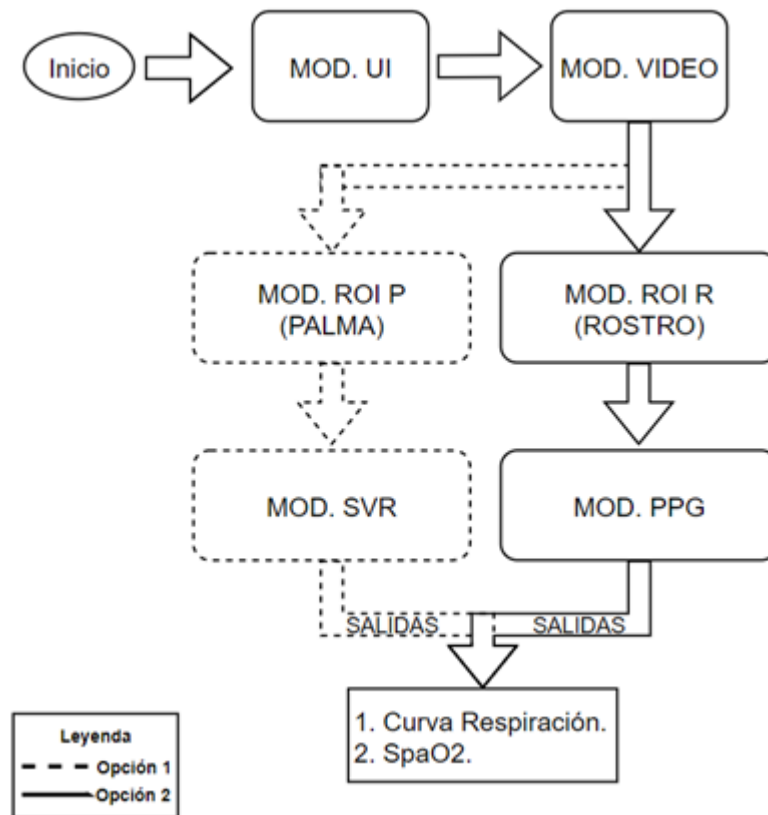 Inicio
MOD. UI
MOD. VIDEO
MOD. ROI P
(PALMA)
MOD. ROI R
(ROSTRO)
MOD. SVR
MOD. PPG
SALIDAS
SALIDAS
1. Curva Respiración.
2. SpaO2.
Leyenda
Opción 1
Opción 2